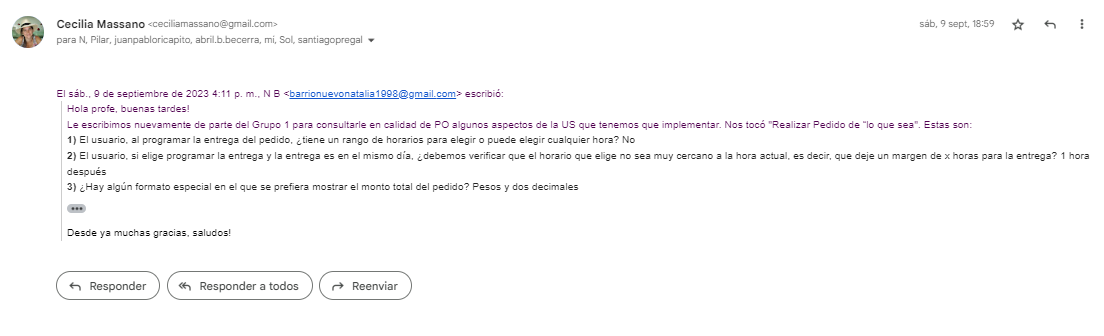 Cecilia Massano <ceciliamassano@gmail.com>
sáb, 9 sept, 18:59
para N, Pilar, juanpabloricapito, abril.b.becerra, mí, Sol, santiagopregal
El sáb., 9 de septiembre de 2023 4:11 p. m., N B <barrionuevonatalia1998@gmail.com> escribió:
Hola profe, buenas tardes!
Le escribimos nuevamente de parte del Grupo 1 para consultarle en calidad de PO algunos aspectos de la US que tenemos que implementar. Nos tocó "Realizar Pedido de “lo que sea". Estas son:
1) El usuario, al programar la entrega del pedido, ¿tiene un rango de horarios para elegir o puede elegir cualquier hora? No
2) El usuario, si elige programar la entrega y la entrega es en el mismo día, ¿debemos verificar que el horario que elige no sea muy cercano a la hora actual, es decir, que deje un margen de x horas para la entrega? 1 hora
después
3) ¿Hay algún formato especial en el que se prefiera mostrar el monto total del pedido? Pesos y dos decimales
Desde ya muchas gracias, saludos!
Responder
Responder a todos
Reenviar